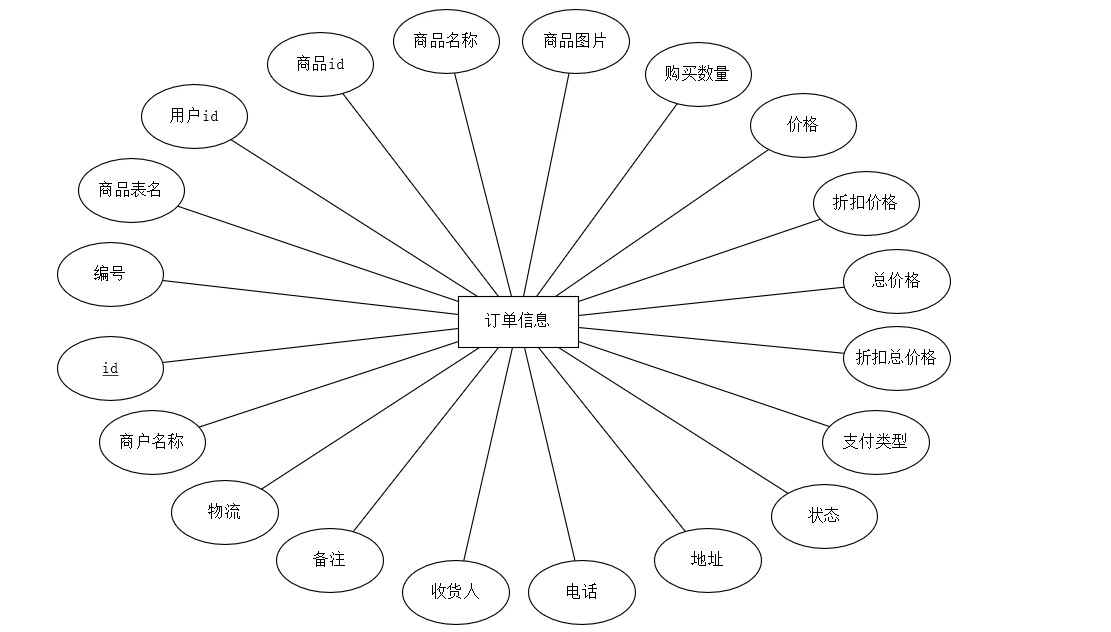 商品名称
商品图片
商品id
购买数量
用户id
价格
商品表名
折扣价格
编号
总价格
订单信息
折扣总价格
id
商户名称
支付类型
物流
状态
备注
地址
收货人
电话